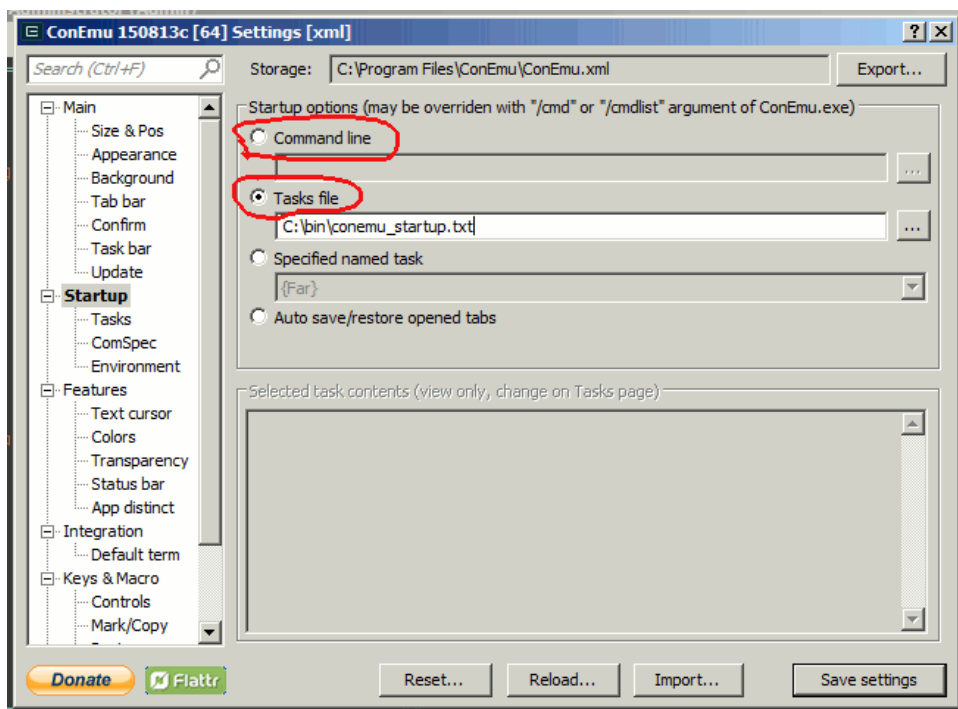 ConEmu 150813c [64] Settings [xml]
Search (Ctrl+F)
Storage: C:\Program Files\ConEmu\ConEmu.xml Export...
Main
Size & Pos
Appearance
Background
Tab bar
Confirm
Task bar
Update
Startup
Tasks
ComSpec
Environment
Features
Text cursor
Colors
Transparency
Status bar
App distinct
Integration
Default term
Keys & Macro
Controls
Mark/Copy
Startup options (may be overriden with "/cmd" or "/cmdlist" argument of ConEmu.exe)
Command line
...
Tasks file
C:\bin\conemu_startup.txt ...
Specified named task
{Far}
Auto save/restore opened tabs
Selected task contents (view only, change on Tasks page)
Donate Flattr Reset... Reload... Import... Save settings